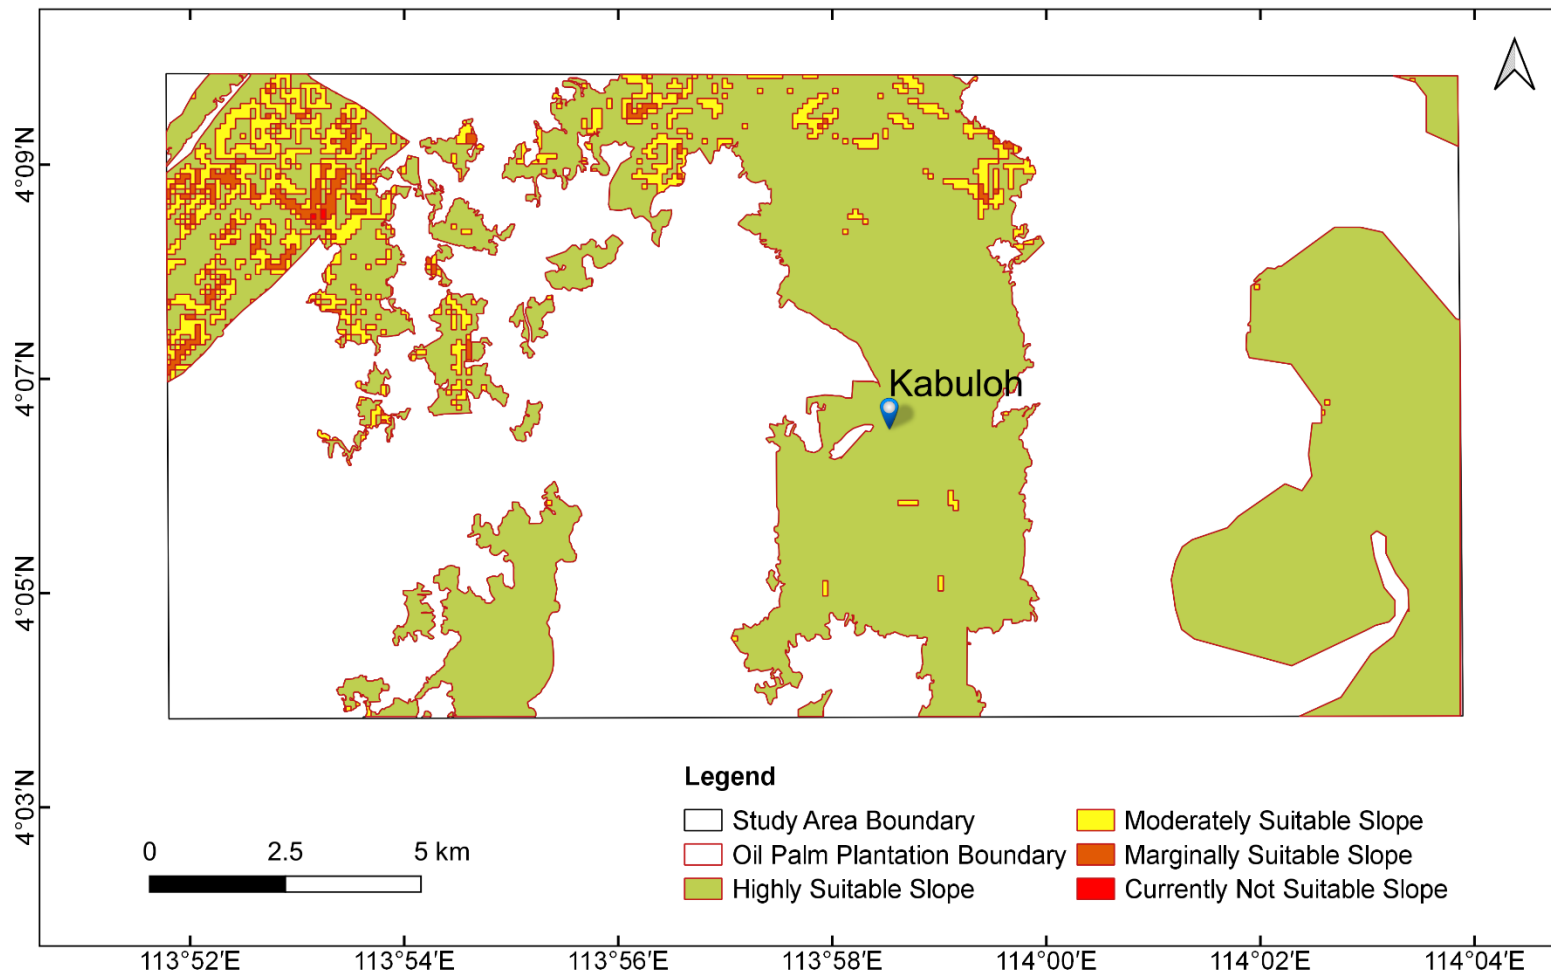 4°09′N
4°07′N
4°05′N
4°03′N
Kabuloh
Legend
Study Area Boundary
Oil Palm Plantation Boundary
Highly Suitable Slope
Moderately Suitable Slope
Marginally Suitable Slope
Currently Not Suitable Slope
0 2.5 5 km
113°52′E 113°54′E 113°56′E 113°58′E 114°00′E 114°02′E 114°04′E